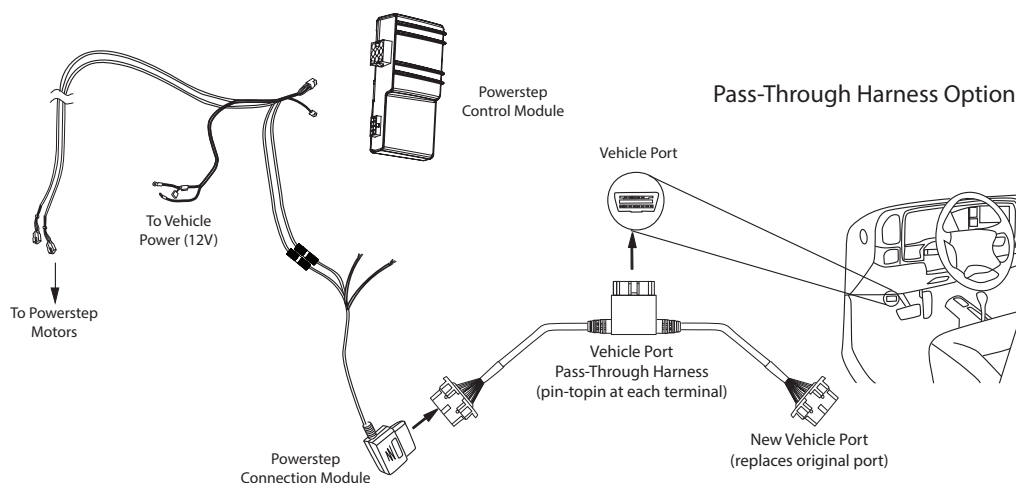 Powerstep
Control Module
Pass-Through Harness Option
Vehicle Port
To Vehicle
Power (12V)
To Powerstep
Motors
Vehicle Port
Pass-Through Harness
(pin-topin at each terminal)
New Vehicle Port
(replaces original port)
Powerstep
Connection Module